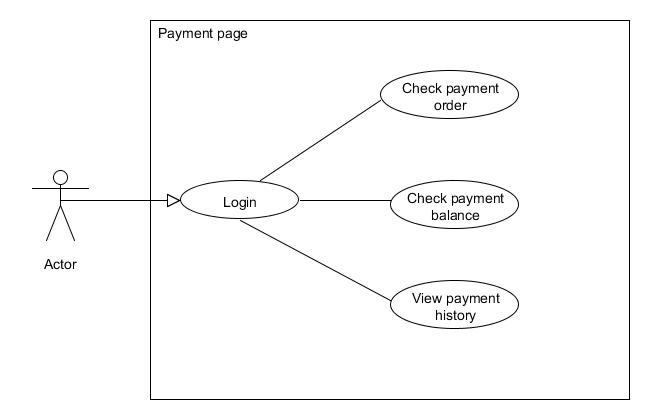 Payment page
Check payment
order
Login
Check payment
balance
Actor
View payment
history